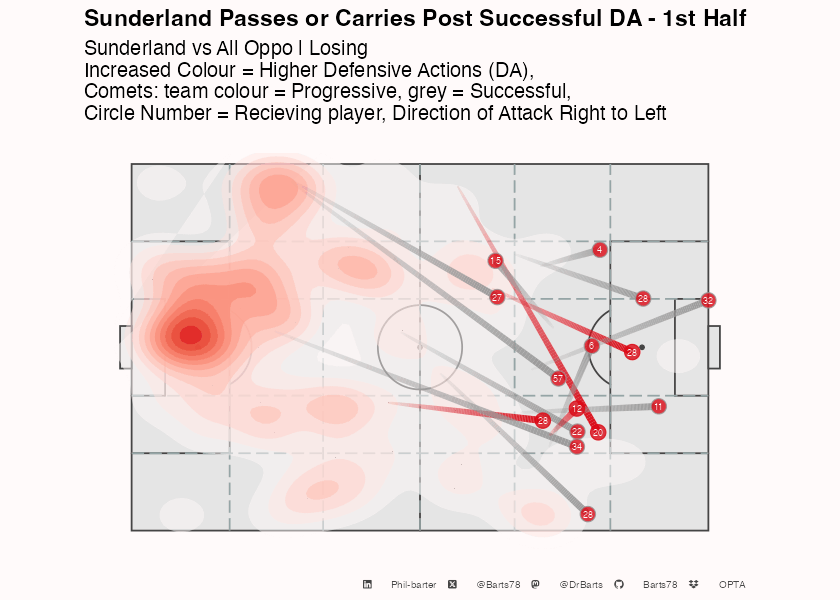 Sunderland Passes or Carries Post Successful DA - 1st Half
Sunderland vs All Oppo | Losing
Increased Colour = Higher Defensive Actions (DA),
Comets: team colour = Progressive, grey = Successful,
Circle Number = Recieving player, Direction of Attack Right to Left
4
15
27
28
32
6
28
57
12
11
28
22
20
34
28
Phil-barter @Barts78 @DrBarts Barts78 OPTA